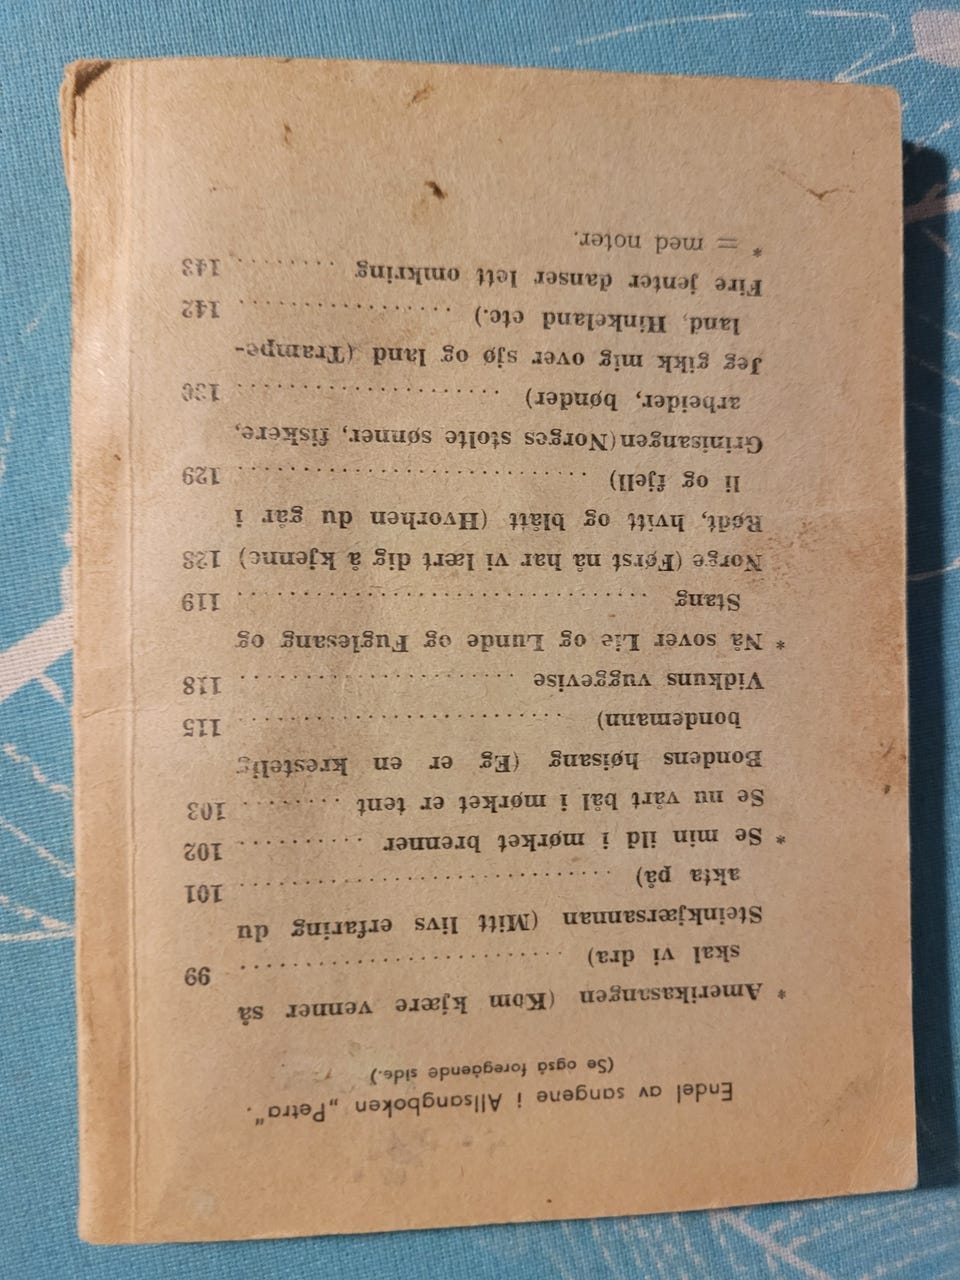 Endel av sangene i Allsangboken „Petra“.
(Se også foregående side.)
* Amerikasangen (Kom kjære venner så
skal vi dra) .......................... 99
Steinkjærsannan (Mitt livs erfaring du
akta på) ............................ 101
* Se min ild i mørket brenner ........... 102
Se nu vårt bål i mørket er tent ........ 103
Bondens høisang (Eg er en krestelig
bondemann) .......................... 115
Vidkuns vuggevise ...................... 118
* Nå sover Lie og Lunde og Fuglesang og
Stang .................................. 119
Norge (Først nå har vi lært dig å kjenne) 128
Rødt, hvitt og blått (Hvorhen du går i
li og fjell) ............................ 129
Grinisangen (Norges stolte sønner, fiskere,
arbeider, bønder) ..................... 130
Jeg gikk mig over sjø og land (Trampe-
land, Hinkeland etc.) ................. 142
Fire jenter danser lett omkring ........ 143
* = med noter.